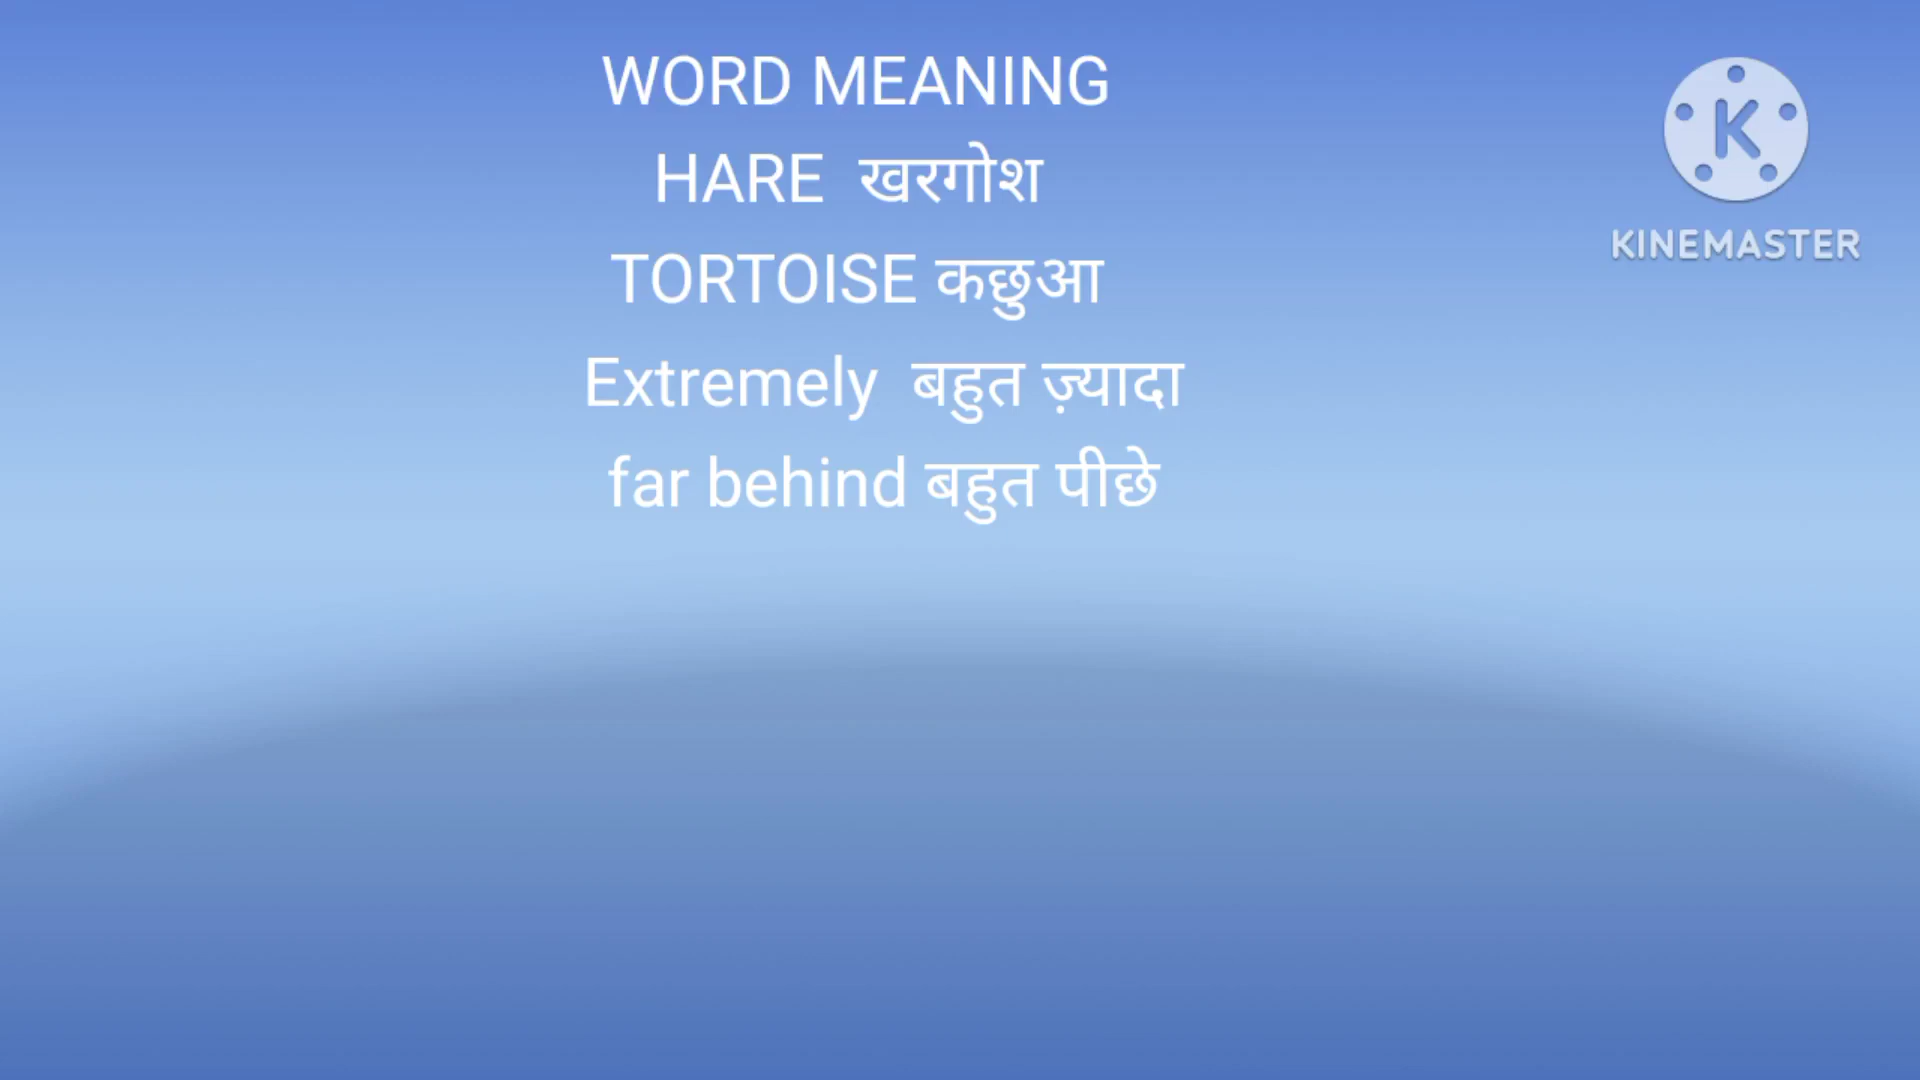 WORD MEANING
HARE खरगोश
TORTOISE कछुआ
Extremely बहुत ज़्यादा
far behind बहुत पीछे
K
KINEMASTER